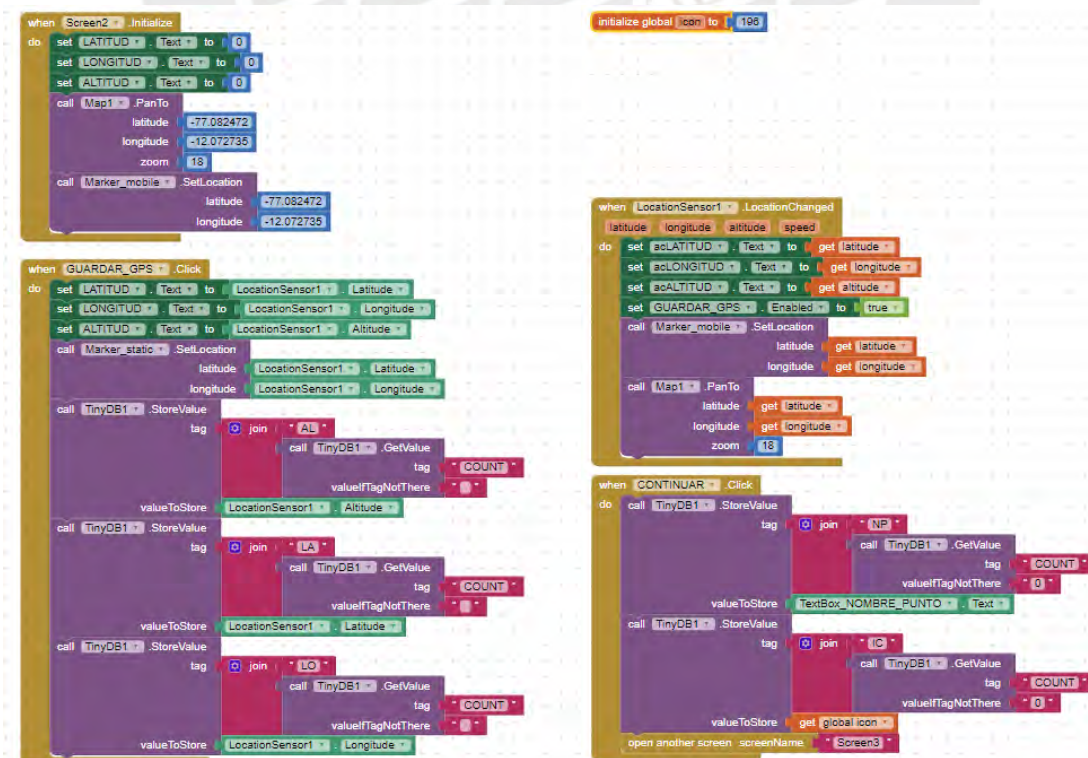 when Screen2 .Initialize
do set LATITUD . Text to 0
set LONGITUD . Text to 0
set ALTITUD . Text to 0
call Map1 .PanTo
latitude -77.082472
longitude -12.072735
zoom 18
call Marker_mobile .SetLocation
latitude -77.082472
longitude -12.072735
when GUARDAR_GPS .Click
do set LATITUD . Text to LocationSensor1 . Latitude
set LONGITUD . Text to LocationSensor1 . Longitude
set ALTITUD . Text to LocationSensor1 . Altitude
call Marker_static .SetLocation
latitude LocationSensor1 . Latitude
longitude LocationSensor1 . Longitude
call TinyDB1 .StoreValue
tag join " AL "
call TinyDB1 .GetValue
tag " COUNT "
valueIfTagNotThere " "
valueToStore LocationSensor1 . Altitude
call TinyDB1 .StoreValue
tag join " LA "
call TinyDB1 .GetValue
tag " COUNT "
valueIfTagNotThere " "
valueToStore LocationSensor1 . Latitude
call TinyDB1 .StoreValue
tag join " LO "
call TinyDB1 .GetValue
tag " COUNT "
valueIfTagNotThere " "
valueToStore LocationSensor1 . Longitude
initialize global icon to 196
when LocationSensor1 .LocationChanged
latitude longitude altitude speed
do set acLATITUD . Text to get latitude
set acLONGITUD . Text to get longitude
set acALTITUD . Text to get altitude
set GUARDAR_GPS . Enabled to true
call Marker_mobile .SetLocation
latitude get latitude
longitude get longitude
call Map1 .PanTo
latitude get latitude
longitude get longitude
zoom 18
when CONTINUAR .Click
do call TinyDB1 .StoreValue
tag join " NP "
call TinyDB1 .GetValue
tag " COUNT "
valueIfTagNotThere " 0 "
valueToStore TextBox_NOMBRE_PUNTO . Text
call TinyDB1 .StoreValue
tag join " IC "
call TinyDB1 .GetValue
tag " COUNT "
valueIfTagNotThere " 0 "
valueToStore get global icon
open another screen screenName " Screen3 "